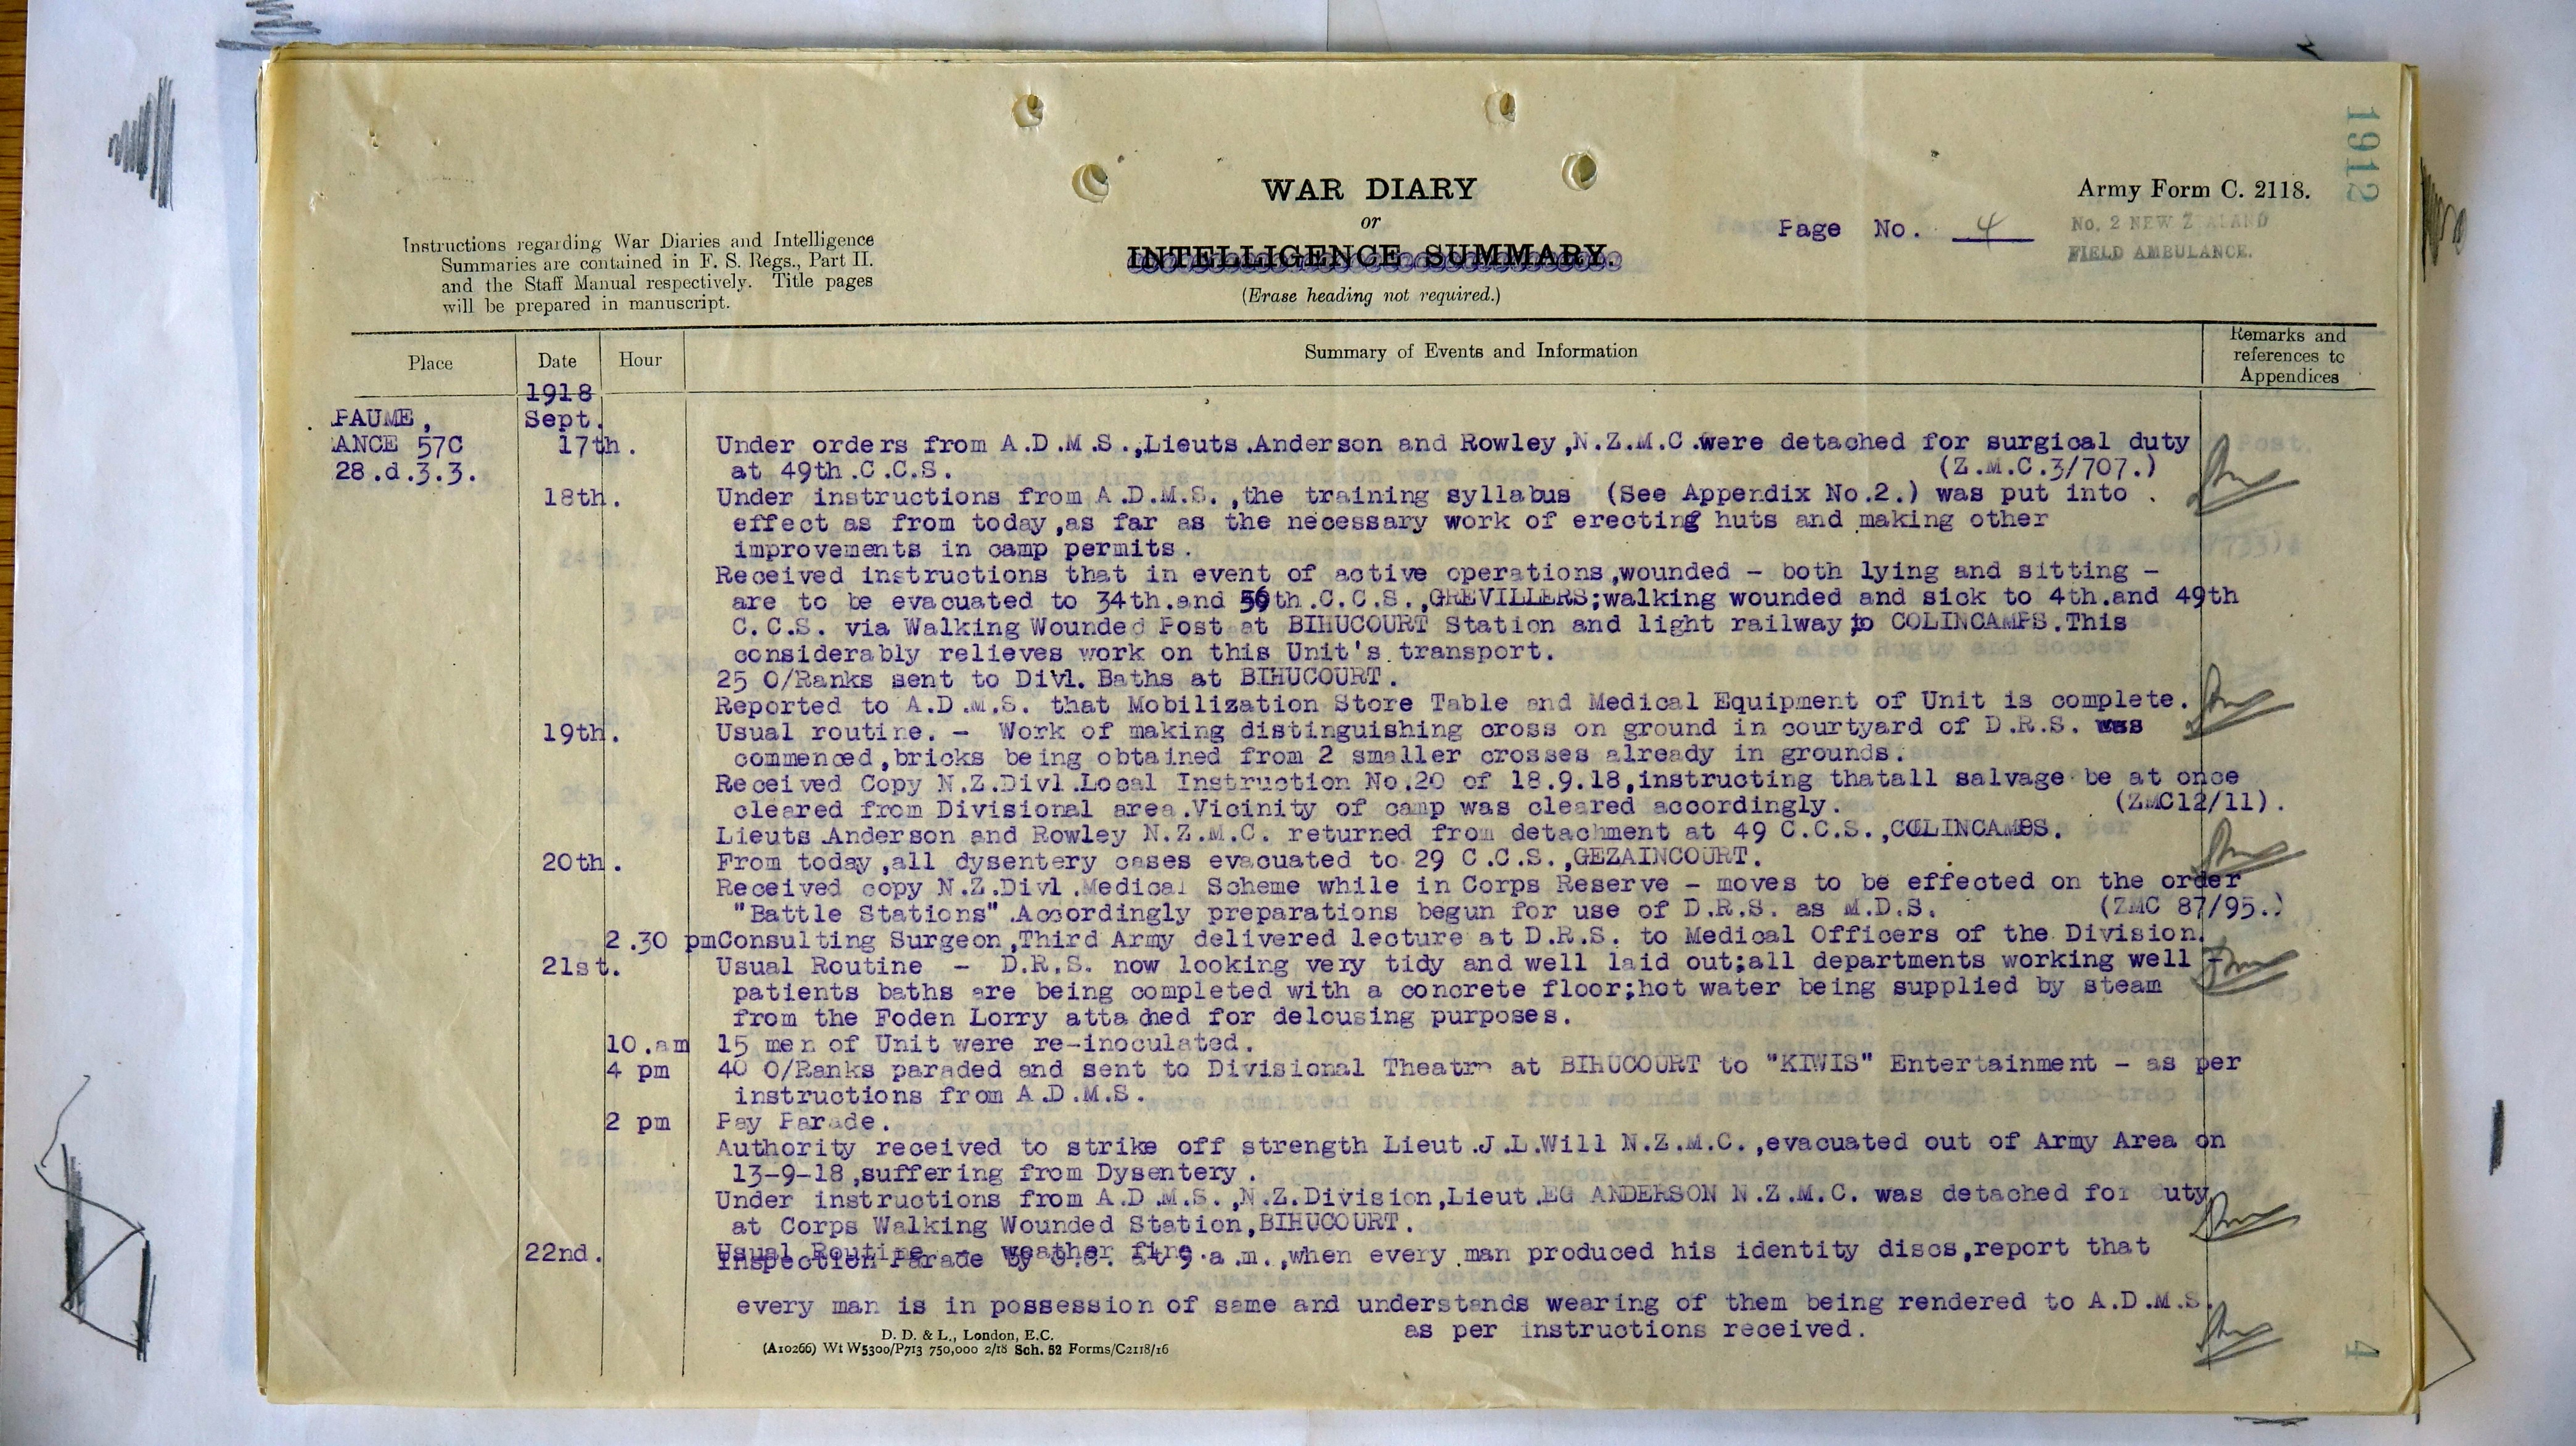 1912
WAR DIARY
or
INTELLIGENCE SUMMARY.
(Erase heading not required.)
Army Form C. 2118.
Page No. 4
No. 2 NEW ZEALAND
FIELD AMBULANCE.
Instructions regarding War Diaries and Intelligence
Summaries are contained in F. S. Regs., Part II.
and the Staff Manual respectively. Title pages
will be prepared in manuscript.
Place Date Hour Summary of Events and Information Remarks and references to Appendices
1918
PAUME, Sept.
ANCE 57C 17th. Under orders from A.D.M.S.,Lieuts.Anderson and Rowley,N.Z.M.C.were detached for surgical duty
28.d.3.3. at 49th.C.C.S. (Z.M.C.3/707.)
18th. Under instructions from A.D.M.S.,the training syllabus (See Appendix No.2.) was put into
effect as from today,as far as the necessary work of erecting huts and making other
improvements in camp permits.
Received instructions that in event of active operations,wounded - both lying and sitting -
are to be evacuated to 34th.and 56th.C.C.S.,GREVILLERS;walking wounded and sick to 4th.and 49th
C.C.S. via Walking Wounded Post at BIHUCOURT Station and light railway to COLINCAMPS.This
considerably relieves work on this Unit's transport.
25 O/Ranks sent to Divl. Baths at BIHUCOURT.
Reported to A.D.M.S. that Mobilization Store Table and Medical Equipment of Unit is complete.
19th. Usual routine. - Work of making distinguishing cross on ground in courtyard of D.R.S. was
commenced,bricks being obtained from 2 smaller crosses already in grounds.
Received Copy N.Z.Divl.Local Instruction No.20 of 18.9.18,instructing thatall salvage be at once
cleared from Divisional area.Vicinity of camp was cleared accordingly. (ZMC12/11).
Lieuts.Anderson and Rowley N.Z.M.C. returned from detachment at 49 C.C.S.,COLINCAMPS.
20th. From today,all dysentery cases evacuated to 29 C.C.S.,GEZAINCOURT.
Received copy N.Z.Divl.Medical Scheme while in Corps Reserve - moves to be effected on the order
"Battle Stations".Accordingly preparations begun for use of D.R.S. as M.D.S. (ZMC 87/95.)
2.30 pm Consulting Surgeon,Third Army delivered lecture at D.R.S. to Medical Officers of the Division.
21st. Usual Routine - D.R.S. now looking very tidy and well laid out;all departments working well -
patients baths are being completed with a concrete floor;hot water being supplied by steam
from the Foden Lorry attached for delousing purposes.
10.am 15 men of Unit were re-inoculated.
4 pm 40 O/Ranks paraded and sent to Divisional Theatre at BIHUCOURT to "KIWIS" Entertainment - as per
instructions from A.D.M.S.
2 pm Pay Parade.
Authority received to strike off strength Lieut.J.L.Will N.Z.M.C.,evacuated out of Army Area on
13-9-18,suffering from Dysentery.
Under instructions from A.D.M.S.,N.Z.Division,Lieut.EG ANDERSON N.Z.M.C. was detached for duty
at Corps Walking Wounded Station,BIHUCOURT.
22nd. Usual Routine - weather fine.
Inspection Parade by O.C. at 9 a.m.,when every man produced his identity discs,report that
every man is in possession of same and understands wearing of them being rendered to A.D.M.S.
as per instructions received.
D. D. & L., London, E.C.
(A10266) Wt W5300/P713 750,000 2/18 Sch. 52 Forms/C2118/16
4